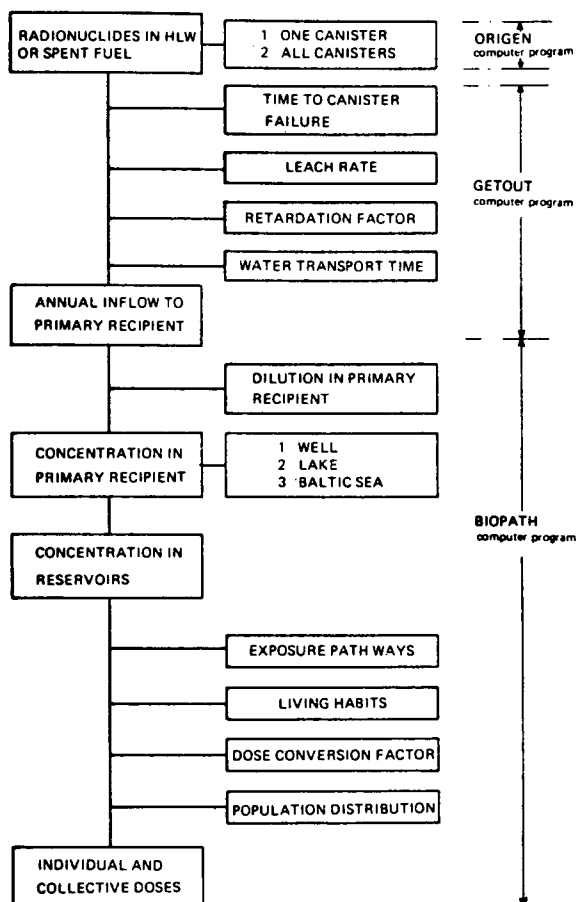 RADIONUCLIDES IN HLW
OR SPENT FUEL
1 ONE CANISTER
2 ALL CANISTERS
ORIGEN
computer program
TIME TO CANISTER
FAILURE
LEACH RATE
GETOUT
computer program
RETARDATION FACTOR
WATER TRANSPORT TIME
ANNUAL INFLOW TO
PRIMARY RECIPIENT
DILUTION IN PRIMARY
RECIPIENT
CONCENTRATION IN
PRIMARY RECIPIENT
1 WELL
2 LAKE
3 BALTIC SEA
BIOPATH
computer program
CONCENTRATION IN
RESERVOIRS
EXPOSURE PATH WAYS
LIVING HABITS
DOSE CONVERSION FACTOR
POPULATION DISTRIBUTION
INDIVIDUAL AND
COLLECTIVE DOSES